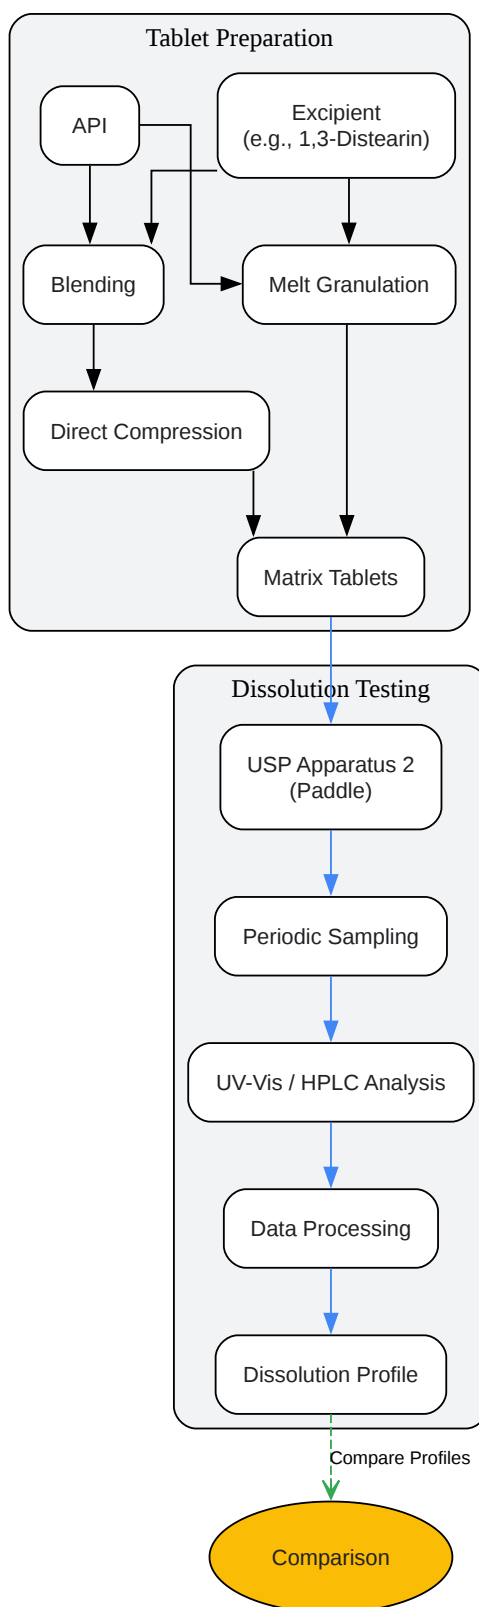 Tablet Preparation
API
Excipient
(e.g., 1,3-Distearin)
Blending
Melt Granulation
Direct Compression
Matrix Tablets
Dissolution Testing
USP Apparatus 2
(Paddle)
Periodic Sampling
UV-Vis / HPLC Analysis
Data Processing
Dissolution Profile
Compare Profiles
Comparison